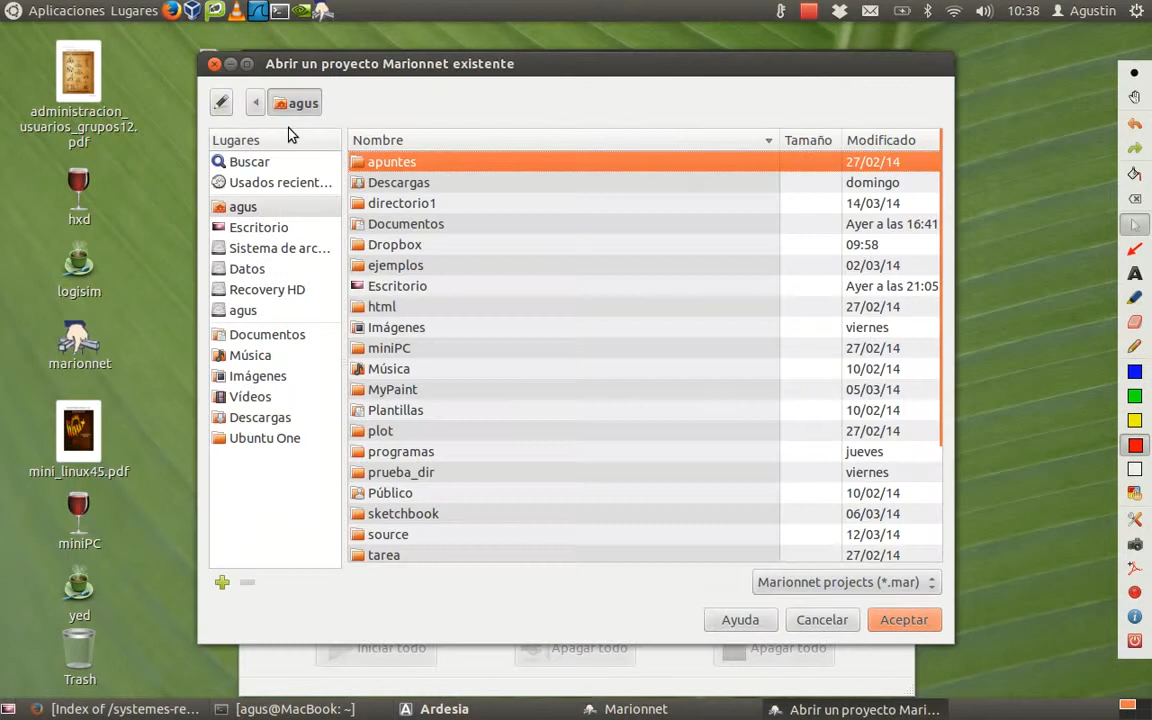 Aplicaciones Lugares
10:38 Agustin
administracion_
usuarios_grupos12.
pdf
hxd
logisim
marionnet
mini_linux45.pdf
miniPC
yed
Trash
Abrir un proyecto Marionnet existente
agus
Lugares
Buscar
Usados recient...
agus
Escritorio
Sistema de arc...
Datos
Recovery HD
agus
Documentos
Música
Imágenes
Vídeos
Descargas
Ubuntu One
Nombre Tamaño Modificado
apuntes 27/02/14
Descargas domingo
directorio1 14/03/14
Documentos Ayer a las 16:41
Dropbox 09:58
ejemplos 02/03/14
Escritorio Ayer a las 21:05
html 27/02/14
Imágenes viernes
miniPC 27/02/14
Música 10/02/14
MyPaint 05/03/14
Plantillas 10/02/14
plot 27/02/14
programas jueves
prueba_dir viernes
Público 10/02/14
sketchbook 06/03/14
source 12/03/14
tarea 27/02/14
Marionnet projects (*.mar)
Ayuda Cancelar Aceptar
Iniciar todo Apagar todo Apagar todo
[Index of /systemes-re... [agus@MacBook: ~] Ardesia Marionnet Abrir un proyecto Mari...